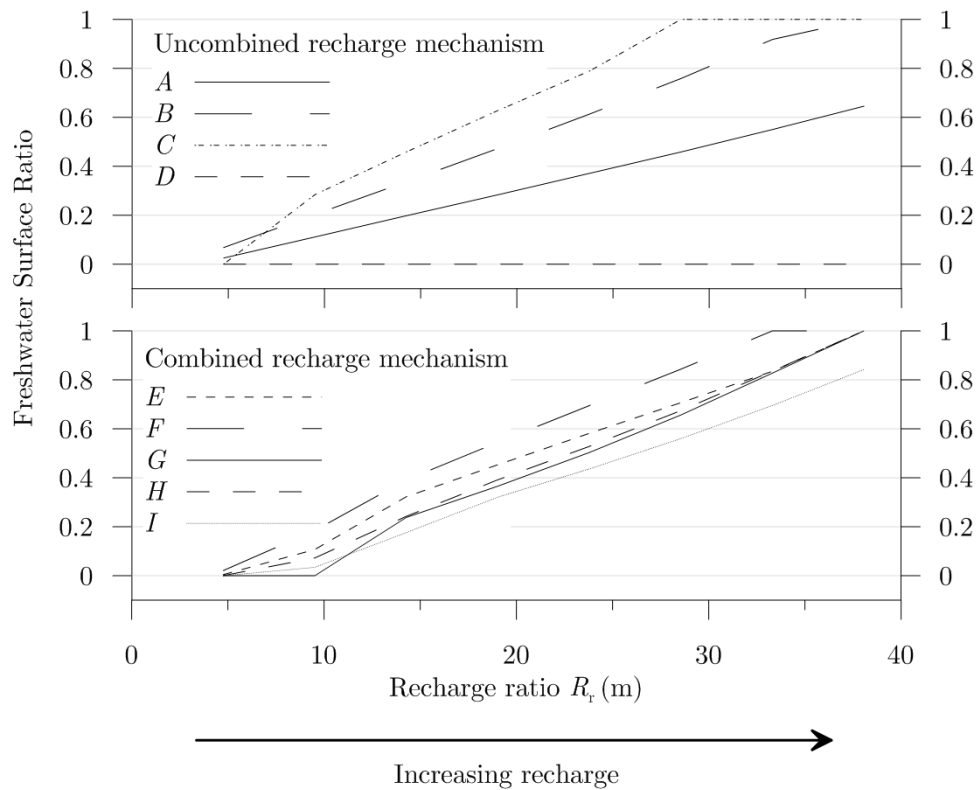 Freshwater Surface Ratio
1
0.8
0.6
0.4
0.2
0
Uncombined recharge mechanism
A
B
C
D
1
0.8
0.6
0.4
0.2
0
1
0.8
0.6
0.4
0.2
0
Combined recharge mechanism
E
F
G
H
I
1
0.8
0.6
0.4
0.2
0
0 10 20 30 40
Recharge ratio Rr (m)
Increasing recharge